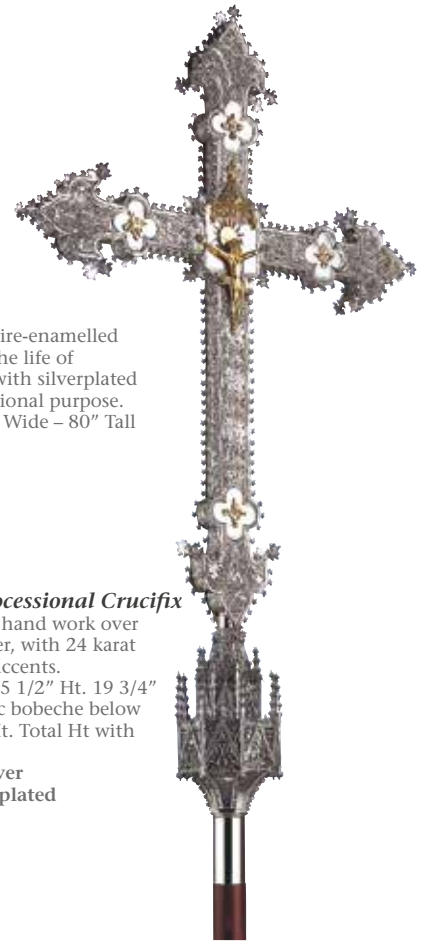 ire-enamelled
he life of
with silverplated
ional purpose.
Wide – 80” Tall
ocessional Crucifix
hand work over
er, with 24 karat
accents.
5 1/2” Ht. 19 3/4”
c bobeche below
Ht. Total Ht with
ver
plated